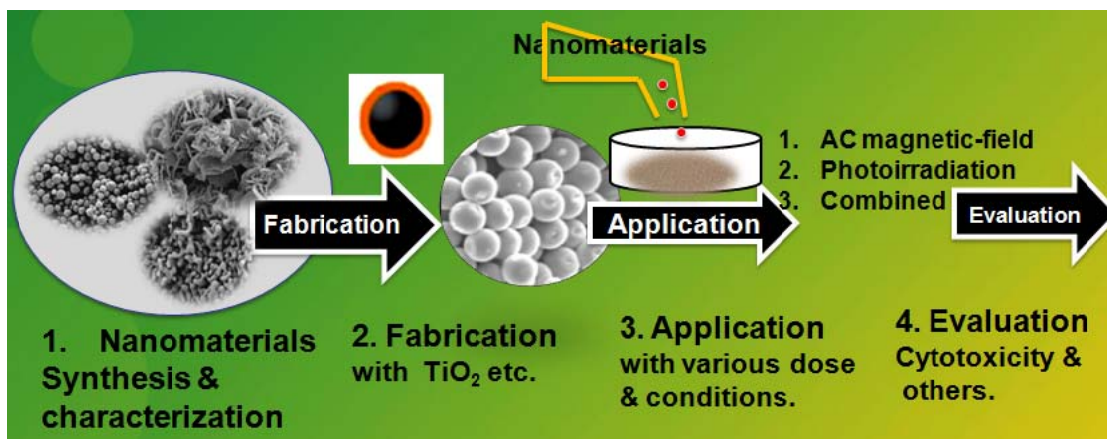 Nanomaterials
1. AC magnetic-field
2. Photoirradiation
3. Combined
Fabrication
Application
Evaluation
1. Nanomaterials
Synthesis &
characterization
2. Fabrication
with TiO₂ etc.
3. Application
with various dose
& conditions.
4. Evaluation
Cytotoxicity &
others.